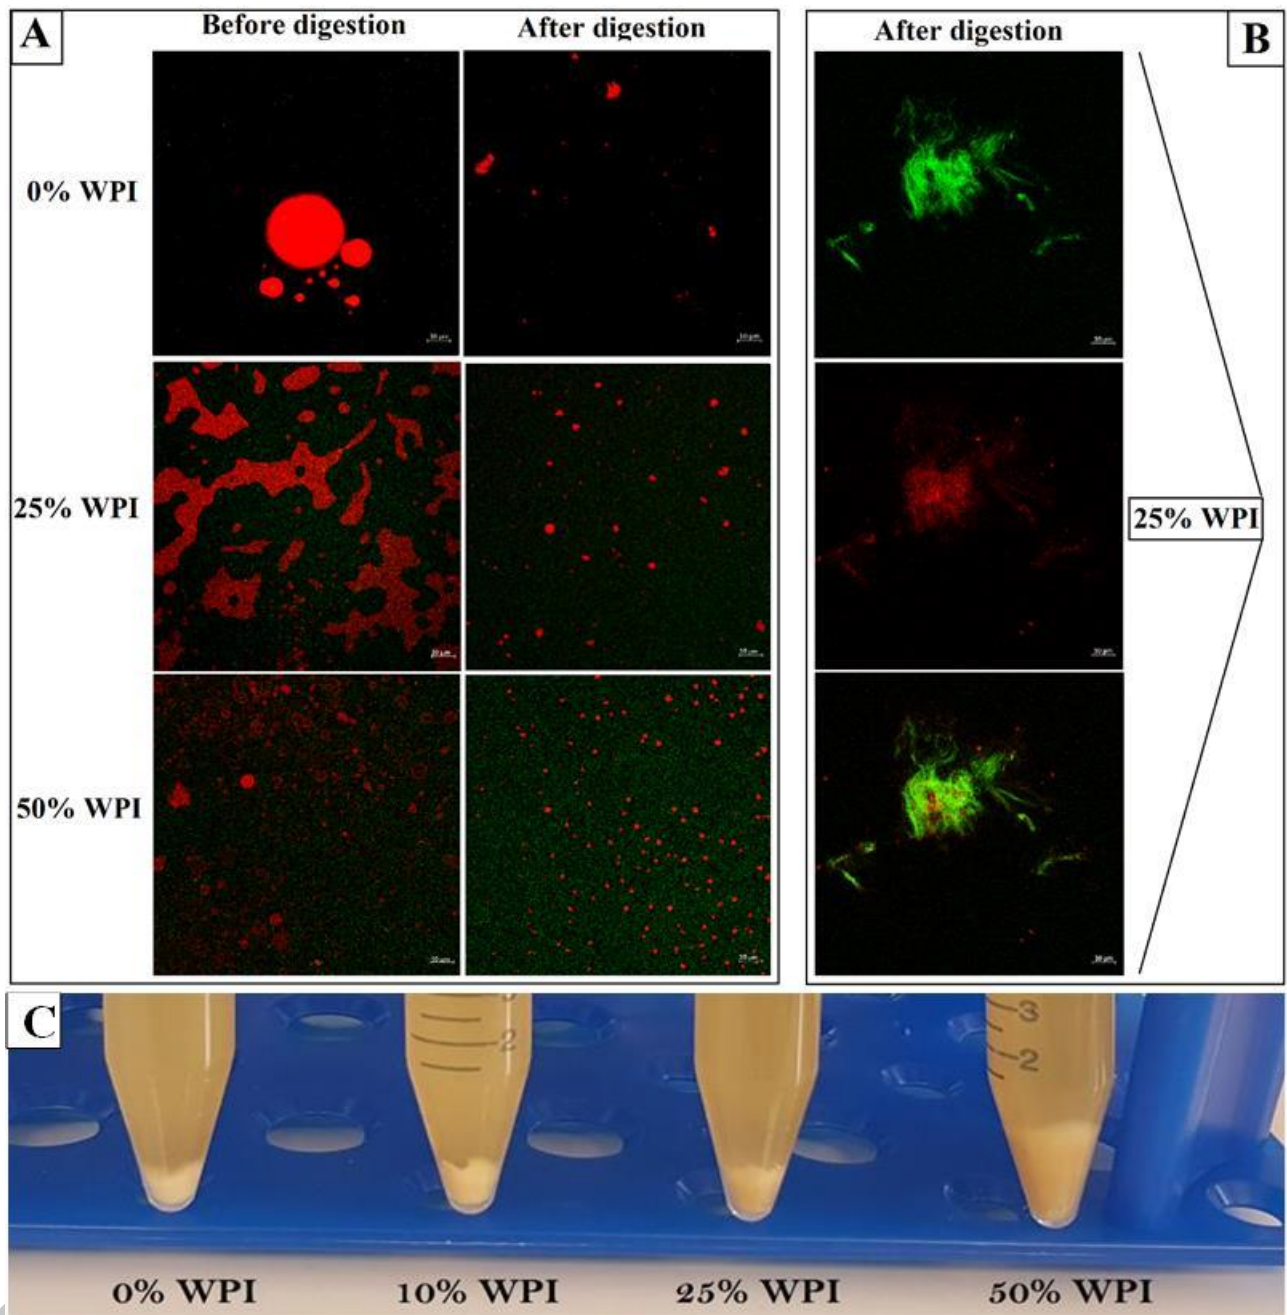 A
Before digestion
After digestion
0% WPI
25% WPI
50% WPI
B
After digestion
25% WPI
C
2
3
2
0% WPI
10% WPI
25% WPI
50% WPI